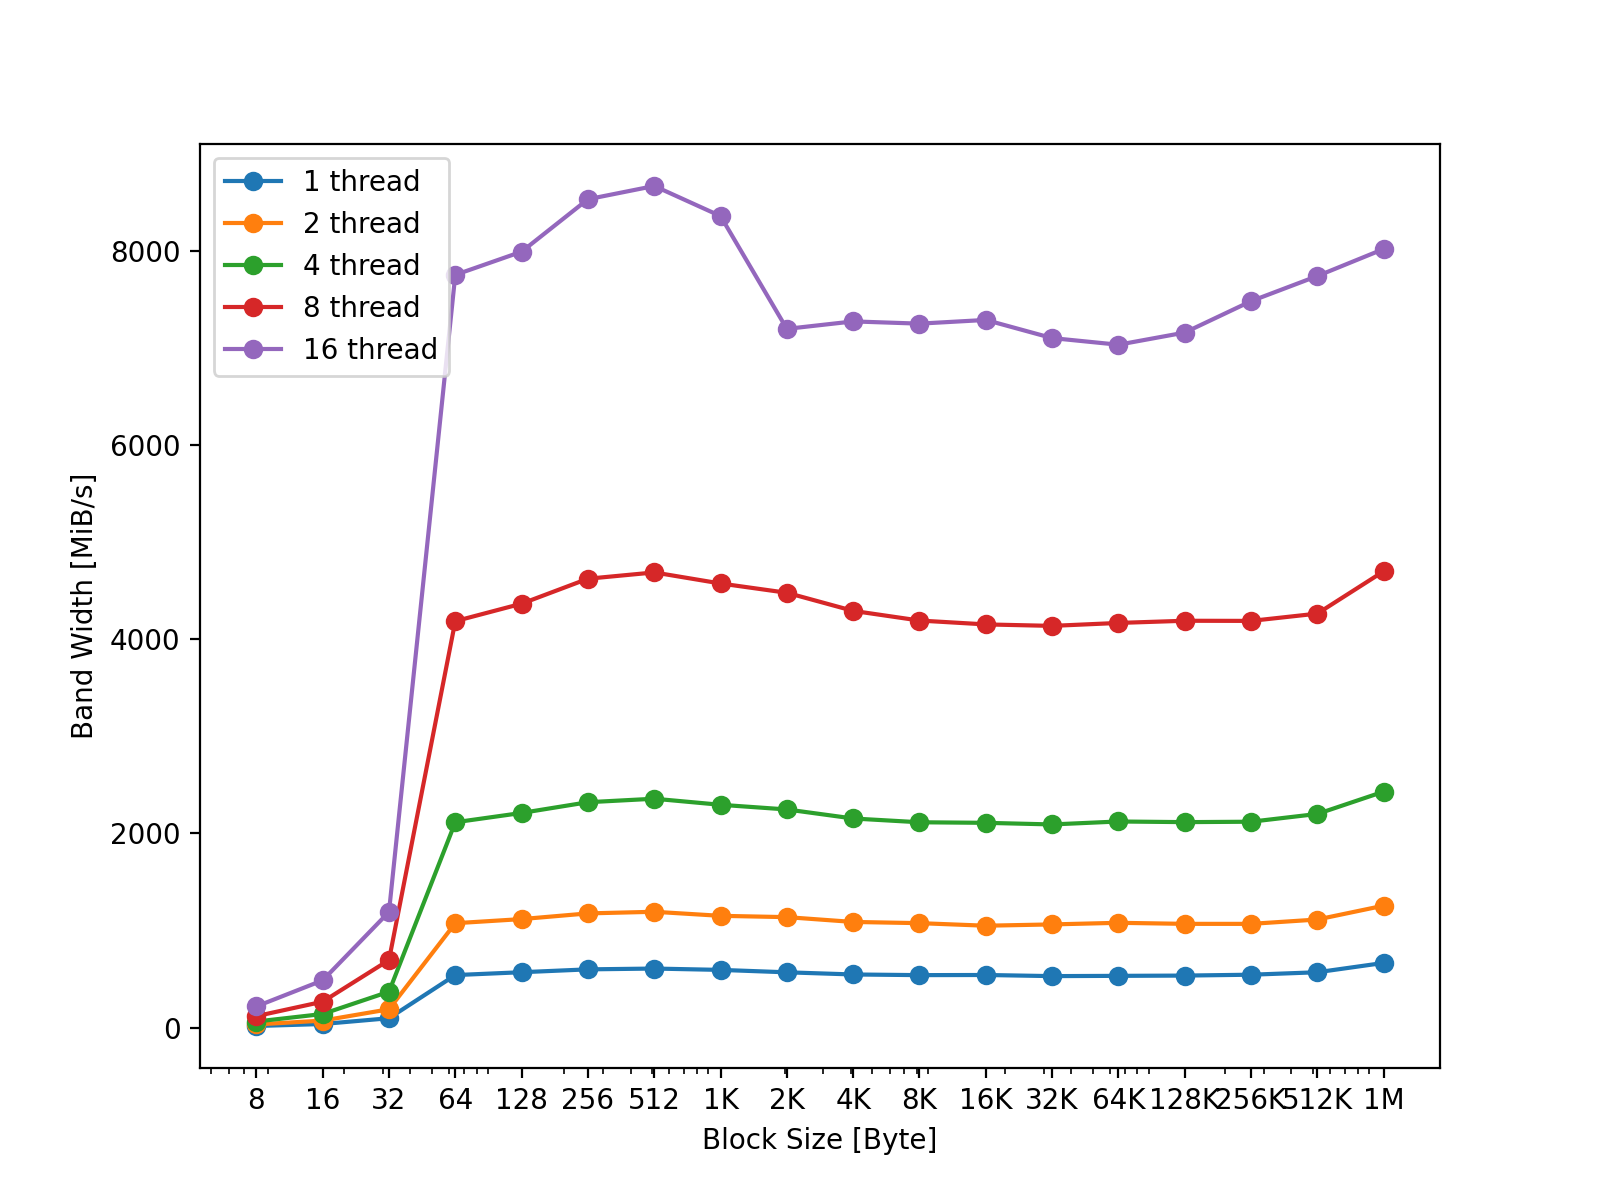 1 thread
2 thread
4 thread
8 thread
16 thread
8000
6000
4000
2000
0
Band Width [MiB/s]
8 16 32 64 128 256 512 1K 2K 4K 8K 16K 32K 64K 128K 256K 512K 1M
Block Size [Byte]